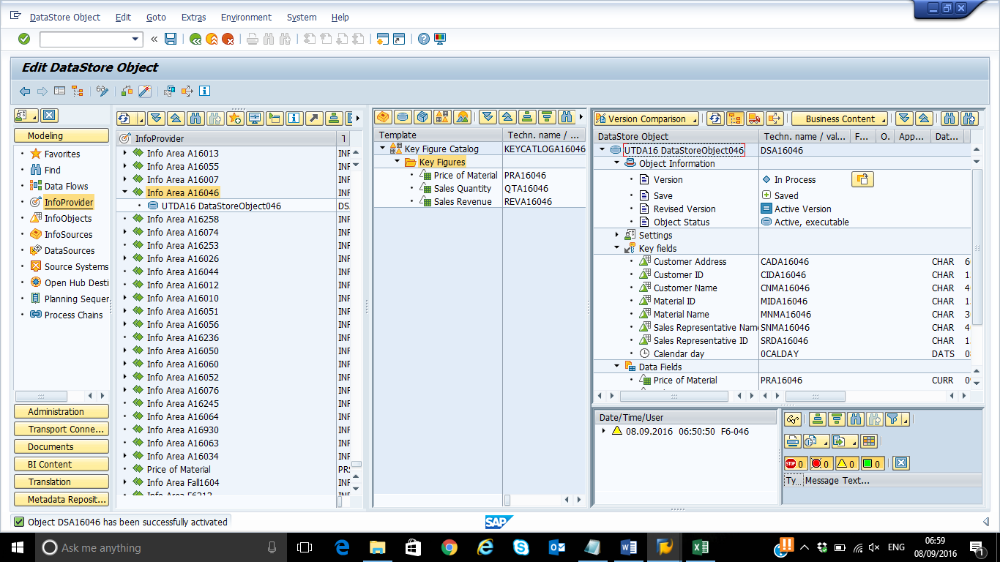 DataStore Object Edit Goto Extras Environment System Help
Edit DataStore Object
Modeling
Favorites
Find
Data Flows
InfoProvider
InfoObjects
InfoSources
DataSources
Source Systems
Open Hub Desti
Planning Sequer
Process Chains
Administration
Transport Conne...
Documents
BI Content
Translation
Metadata Reposit...
InfoProvider T
Info Area A16013 INF
Info Area A16055 INF
Info Area A16007 INF
Info Area A16046 INF
UTDA16 DataStoreObject046 DS
Info Area A16258 INF
Info Area A16074 INF
Info Area A16253 INF
Info Area A16026 INF
Info Area A16044 INF
Info Area A16012 INF
Info Area A16010 INF
Info Area A16051 INF
Info Area A16056 INF
Info Area A16236 INF
Info Area A16050 INF
Info Area A16060 INF
Info Area A16052 INF
Info Area A16076 INF
Info Area A16245 INF
Info Area A16064 INF
Info Area A16930 INF
Info Area A16063 INF
Info Area A16034 INF
Price of Material PR
Info Area Fall1604 INF
Template Techn. name / ...
Key Figure Catalog KEYCATLOGA16046
Key Figures
Price of Material PRA16046
Sales Quantity QTA16046
Sales Revenue REVA16046
Version Comparison Business Content
DataStore Object Techn. name / val... F... O. App... Dat...
UTDA16 DataStoreObject046 DSA16046
Object Information
Version In Process
Save Saved
Revised Version Active Version
Object Status Active, executable
Settings
Key fields
Customer Address CADA16046 CHAR 6
Customer ID CIDA16046 CHAR 1
Customer Name CNMA16046 CHAR 4
Material ID MIDA16046 CHAR 1
Material Name MNMA16046 CHAR 3
Sales Representative Name SNMA16046 CHAR 4
Sales Representative ID SRDA16046 CHAR 1
Calendar day 0CALDAY DATS 0
Data Fields
Price of Material PRA16046 CURR 0
Date/Time/User
08.09.2016 06:50:50 F6-046
STOP 0 0 0 0
Ty... Message Text...
Object DSA16046 has been successfully activated
SAP
Ask me anything
ENG
06:59
08/09/2016
1